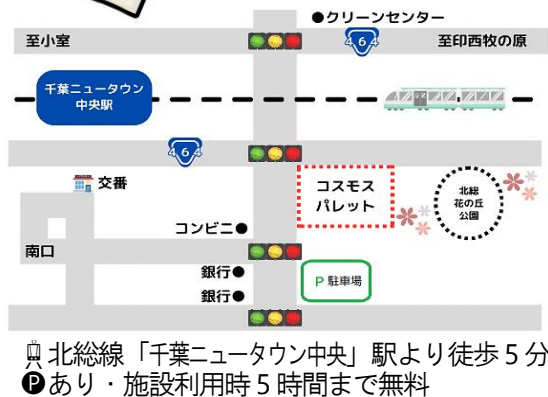 ●クリーンセンター
至小室
464
至印西牧の原
千葉ニュータウン
中央駅
464
交番
コスモス
パレット
北総
花の丘
公園
コンビニ●
南口
銀行●
P 駐車場
銀行●
北総線「千葉ニュータウン中央」駅より徒歩5分
Pあり・施設利用時5時間まで無料